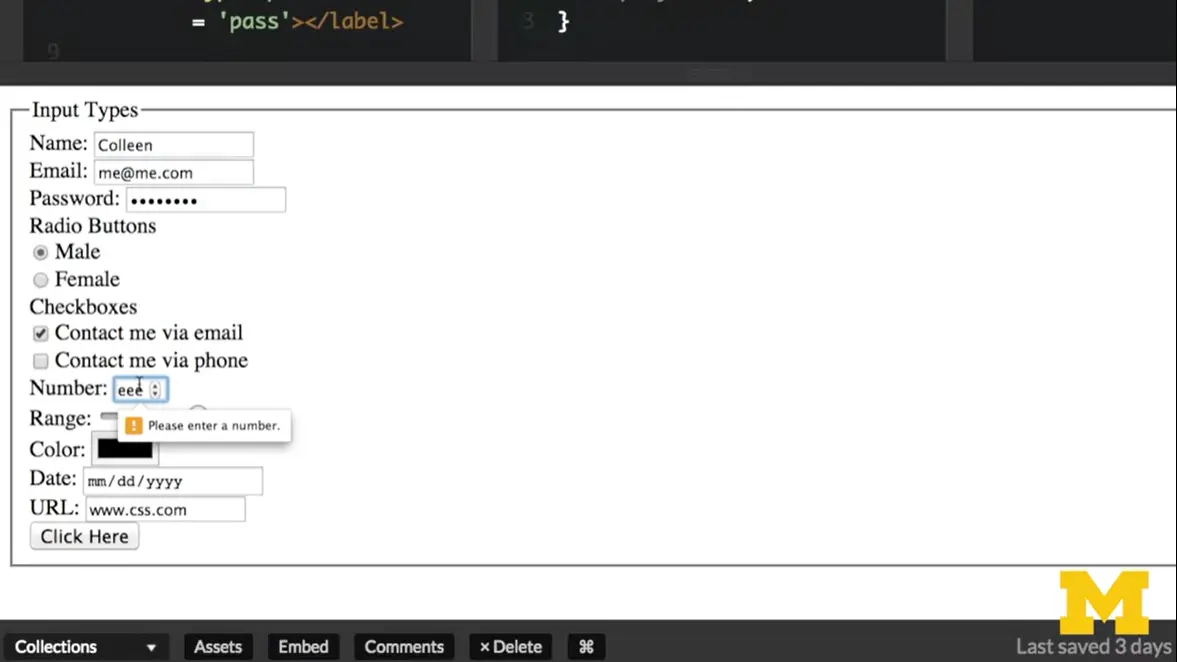 = 'pass'></label>
3 }
9
Input Types
Name: Colleen
Email: me@me.com
Password: ••••••••
Radio Buttons
Male
Female
Checkboxes
Contact me via email
Contact me via phone
Number: eee
Range:
! Please enter a number.
Color:
Date: mm/dd/yyyy
URL: www.css.com
Click Here
M
Collections Assets Embed Comments × Delete ⌘
Last saved 3 days